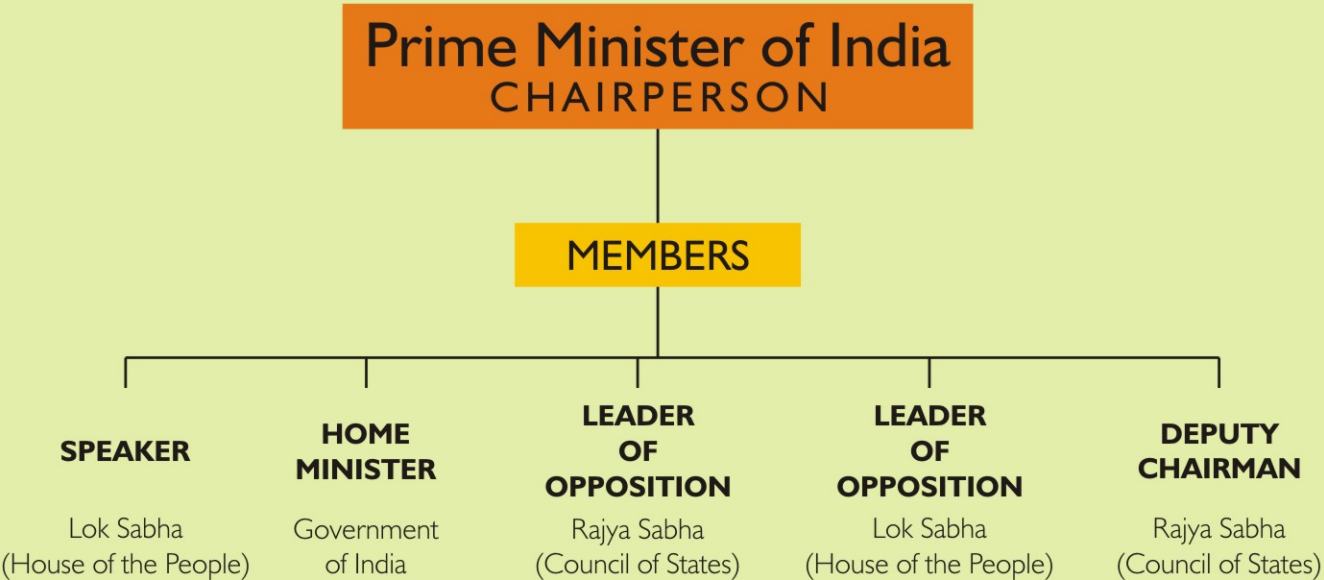 Prime Minister of India
CHAIRPERSON
MEMBERS
SPEAKER
Lok Sabha
(House of the People)
HOME
MINISTER
Government
of India
LEADER
OF
OPPOSITION
Rajya Sabha
(Council of States)
LEADER
OF
OPPOSITION
Lok Sabha
(House of the People)
DEPUTY
CHAIRMAN
Rajya Sabha
(Council of States)